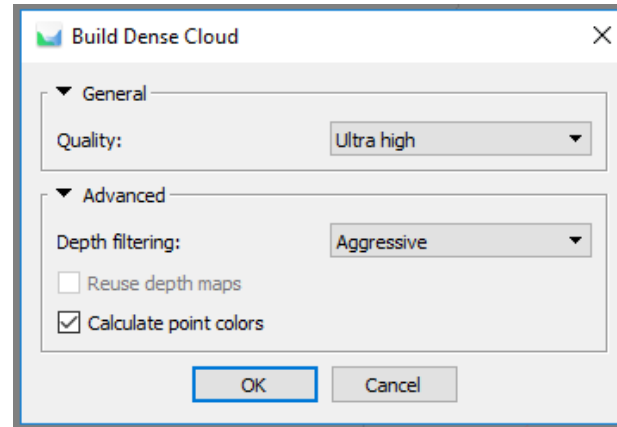 Build Dense Cloud
General
Quality: Ultra high
Advanced
Depth filtering: Aggressive
Reuse depth maps
Calculate point colors
OK Cancel